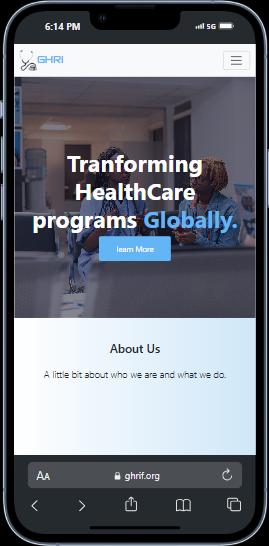 6:14 PM
5G
GHRI
Tranforming
HealthCare
programs Globally.
learn More
About Us
A little bit about who we are and what we do.
AA
ghrif.org